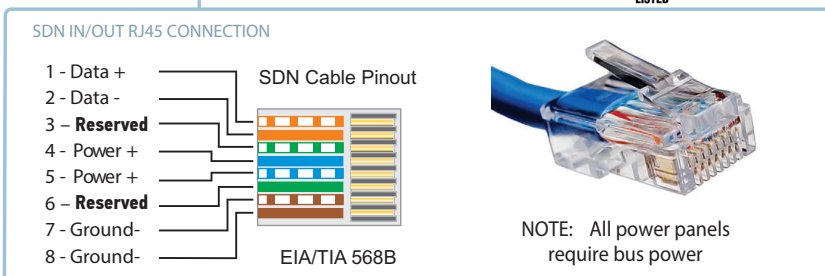 LISTED
SDN IN/OUT RJ45 CONNECTION
1 - Data +
2 - Data -
3 – Reserved
4 - Power +
5 - Power +
6 – Reserved
7 - Ground-
8 - Ground-
SDN Cable Pinout
EIA/TIA 568B
NOTE: All power panels
require bus power